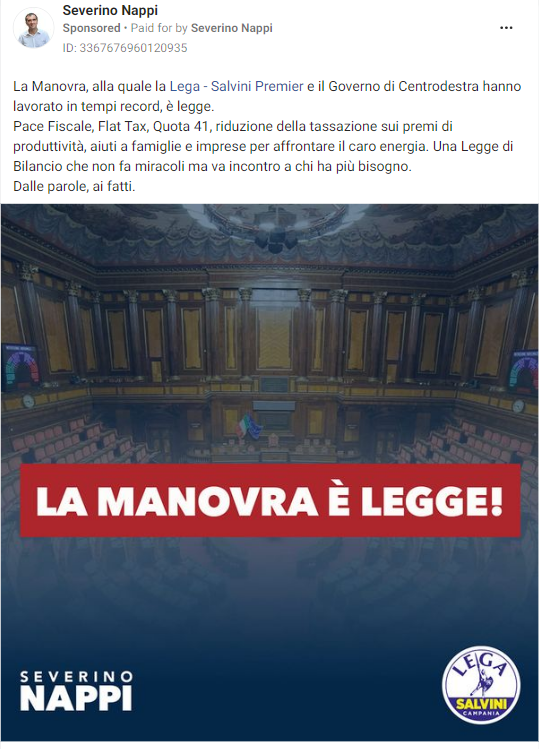 Severino Nappi
Sponsored • Paid for by Severino Nappi
ID: 3367676960120935
La Manovra, alla quale la Lega - Salvini Premier e il Governo di Centrodestra hanno
lavorato in tempi record, è legge.
Pace Fiscale, Flat Tax, Quota 41, riduzione della tassazione sui premi di
produttività, aiuti a famiglie e imprese per affrontare il caro energia. Una Legge di
Bilancio che non fa miracoli ma va incontro a chi ha più bisogno.
Dalle parole, ai fatti.
LA MANOVRA È LEGGE!
SEVERINO
NAPPI
LEGA
SALVINI
CAMPANIA